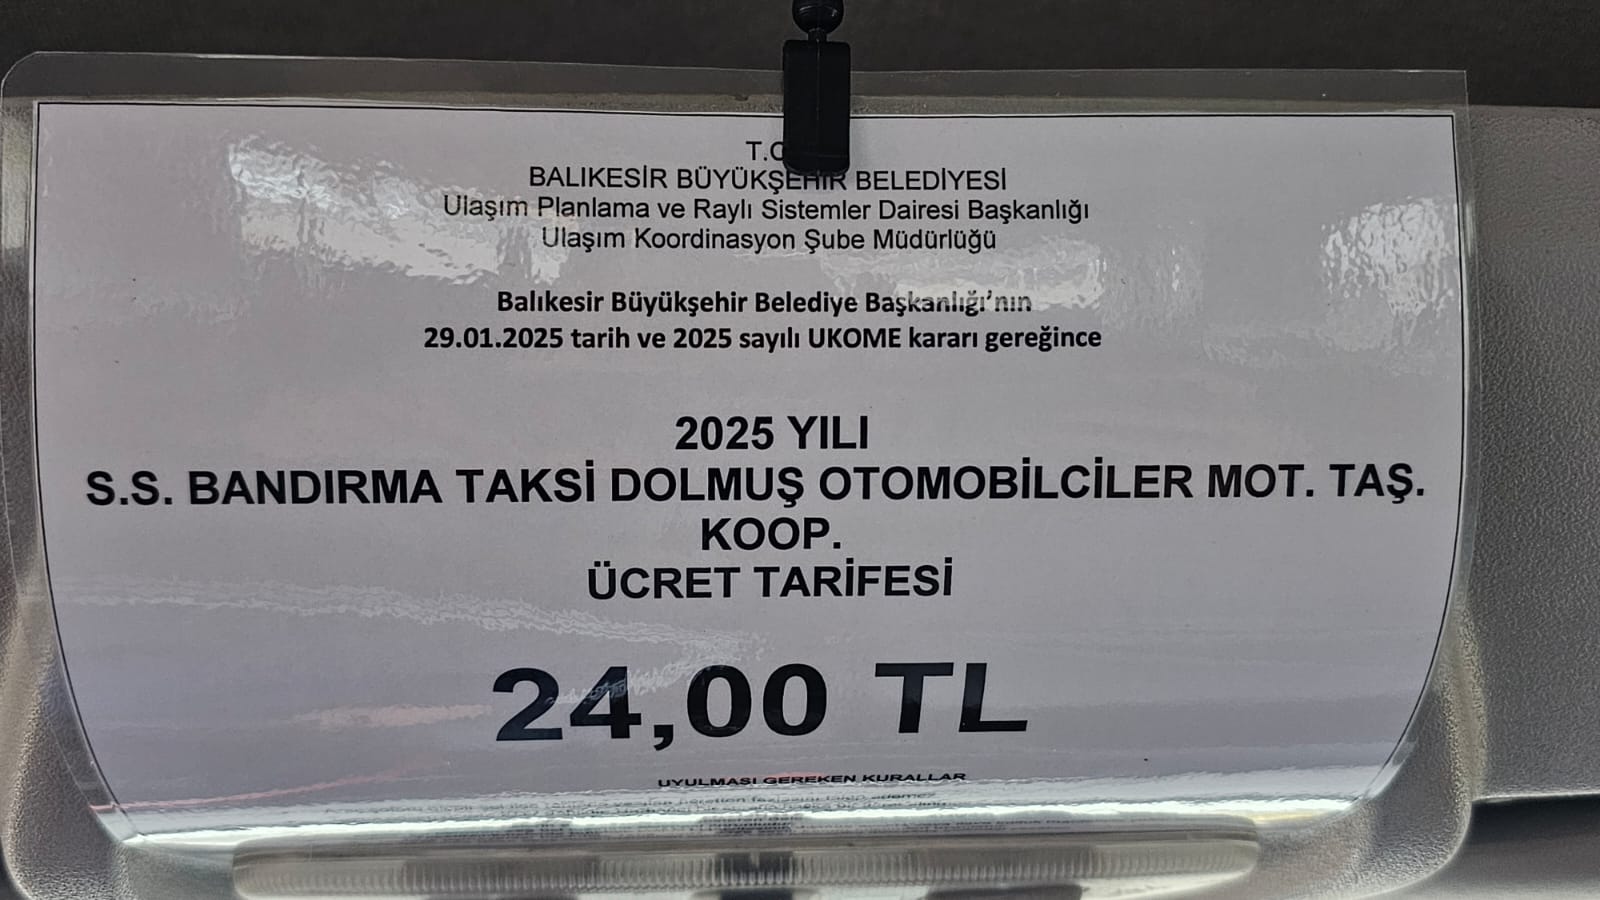 T.C
BALIKESİR BÜYÜKŞEHİR BELEDİYESİ
Ulaşım Planlama ve Raylı Sistemler Dairesi Başkanlığı
Ulaşım Koordinasyon Şube Müdürlüğü
Balıkesir Büyükşehir Belediye Başkanlığı'nın
29.01.2025 tarih ve 2025 sayılı UKOME kararı gereğince
2025 YILI
S.S. BANDIRMA TAKSİ DOLMUŞ OTOMOBİLCİLER MOT. TAŞ.
KOOP.
ÜCRET TARİFESİ
24,00 TL
UYULMASI GEREKEN KURALLAR